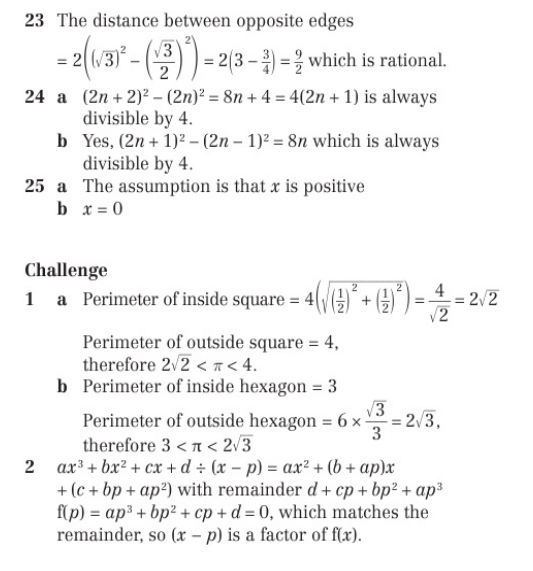 23 The distance between opposite edges
= 2((√3)² − (√3/2)²) = 2(3 − 3/4) = 9/2 which is rational.
24 a (2n + 2)² − (2n)² = 8n + 4 = 4(2n + 1) is always
divisible by 4.
b Yes, (2n + 1)² − (2n − 1)² = 8n which is always
divisible by 4.
25 a The assumption is that x is positive
b x = 0
Challenge
1 a Perimeter of inside square = 4(√((1/2)² + (1/2)²)) = 4/√2 = 2√2
Perimeter of outside square = 4,
therefore 2√2 < π < 4.
b Perimeter of inside hexagon = 3
Perimeter of outside hexagon = 6 × √3/3 = 2√3,
therefore 3 < π < 2√3
2 ax³ + bx² + cx + d ÷ (x − p) = ax² + (b + ap)x
+ (c + bp + ap²) with remainder d + cp + bp² + ap³
f(p) = ap³ + bp² + cp + d = 0, which matches the
remainder, so (x − p) is a factor of f(x).